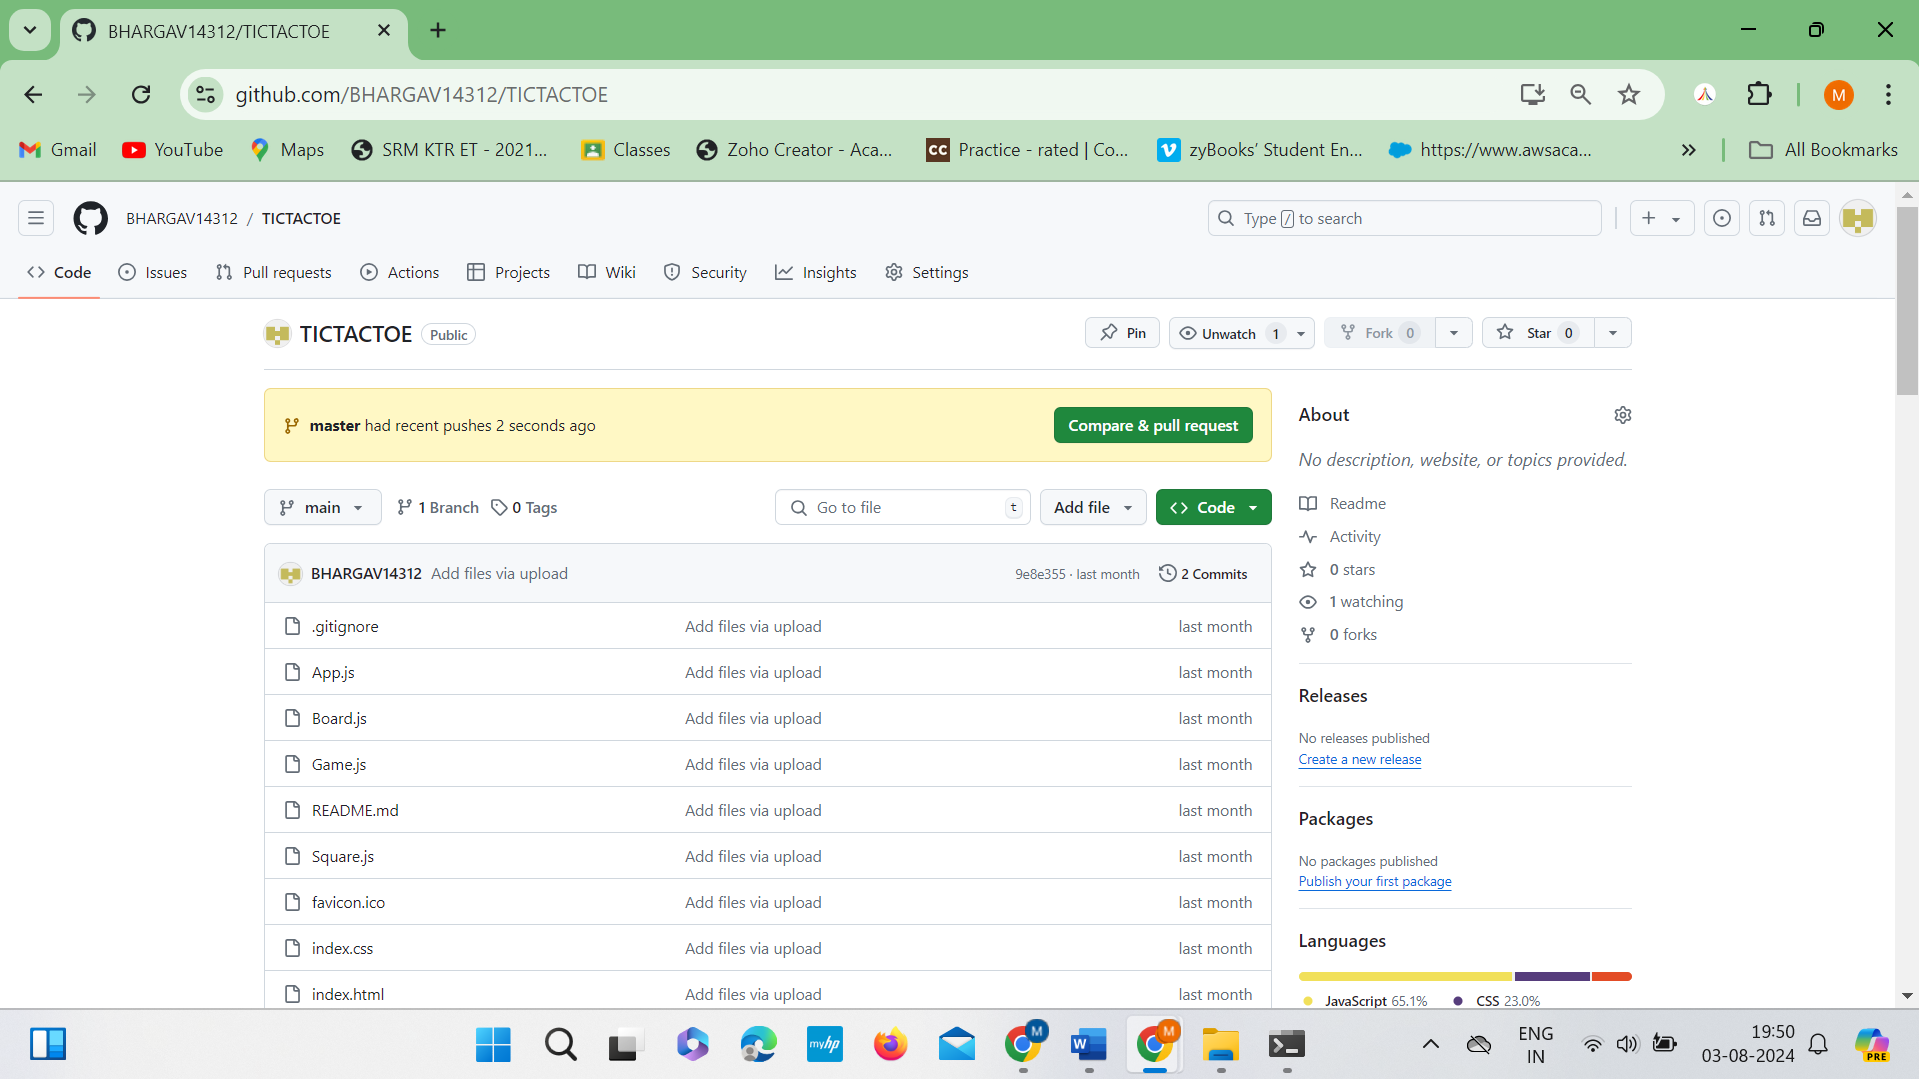 BHARGAV14312/TICTACTOE
github.com/BHARGAV14312/TICTACTOE
M
Gmail YouTube Maps SRM KTR ET - 2021... Classes Zoho Creator - Aca... CC Practice - rated | Co... zyBooks' Student En... https://www.awsaca... » All Bookmarks
BHARGAV14312 / TICTACTOE Type / to search
Code Issues Pull requests Actions Projects Wiki Security Insights Settings
TICTACTOE Public Pin Unwatch 1 Fork 0 Star 0
master had recent pushes 2 seconds ago Compare & pull request
main 1 Branch 0 Tags Go to file t Add file Code
BHARGAV14312 Add files via upload 9e8e355 · last month 2 Commits
.gitignore Add files via upload last month
App.js Add files via upload last month
Board.js Add files via upload last month
Game.js Add files via upload last month
README.md Add files via upload last month
Square.js Add files via upload last month
favicon.ico Add files via upload last month
index.css Add files via upload last month
index.html Add files via upload last month
About
No description, website, or topics provided.
Readme
Activity
0 stars
1 watching
0 forks
Releases
No releases published
Create a new release
Packages
No packages published
Publish your first package
Languages
JavaScript 65.1% CSS 23.0%
myhp M W M
ENG
IN
19:50
03-08-2024
PRE